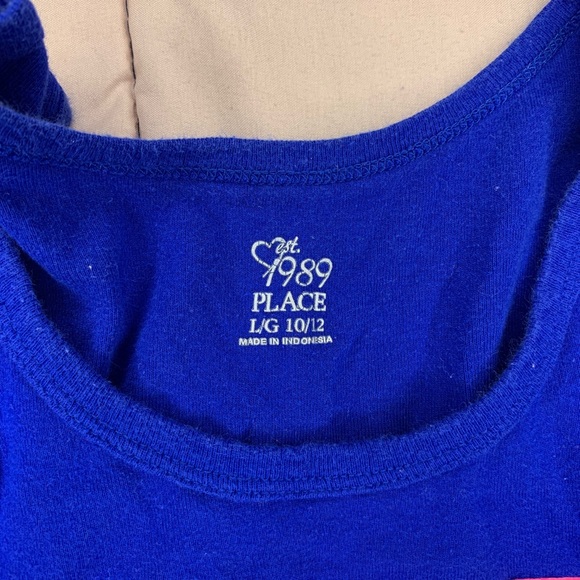 est.
1989
PLACE
L/G 10/12
MADE IN INDONESIA